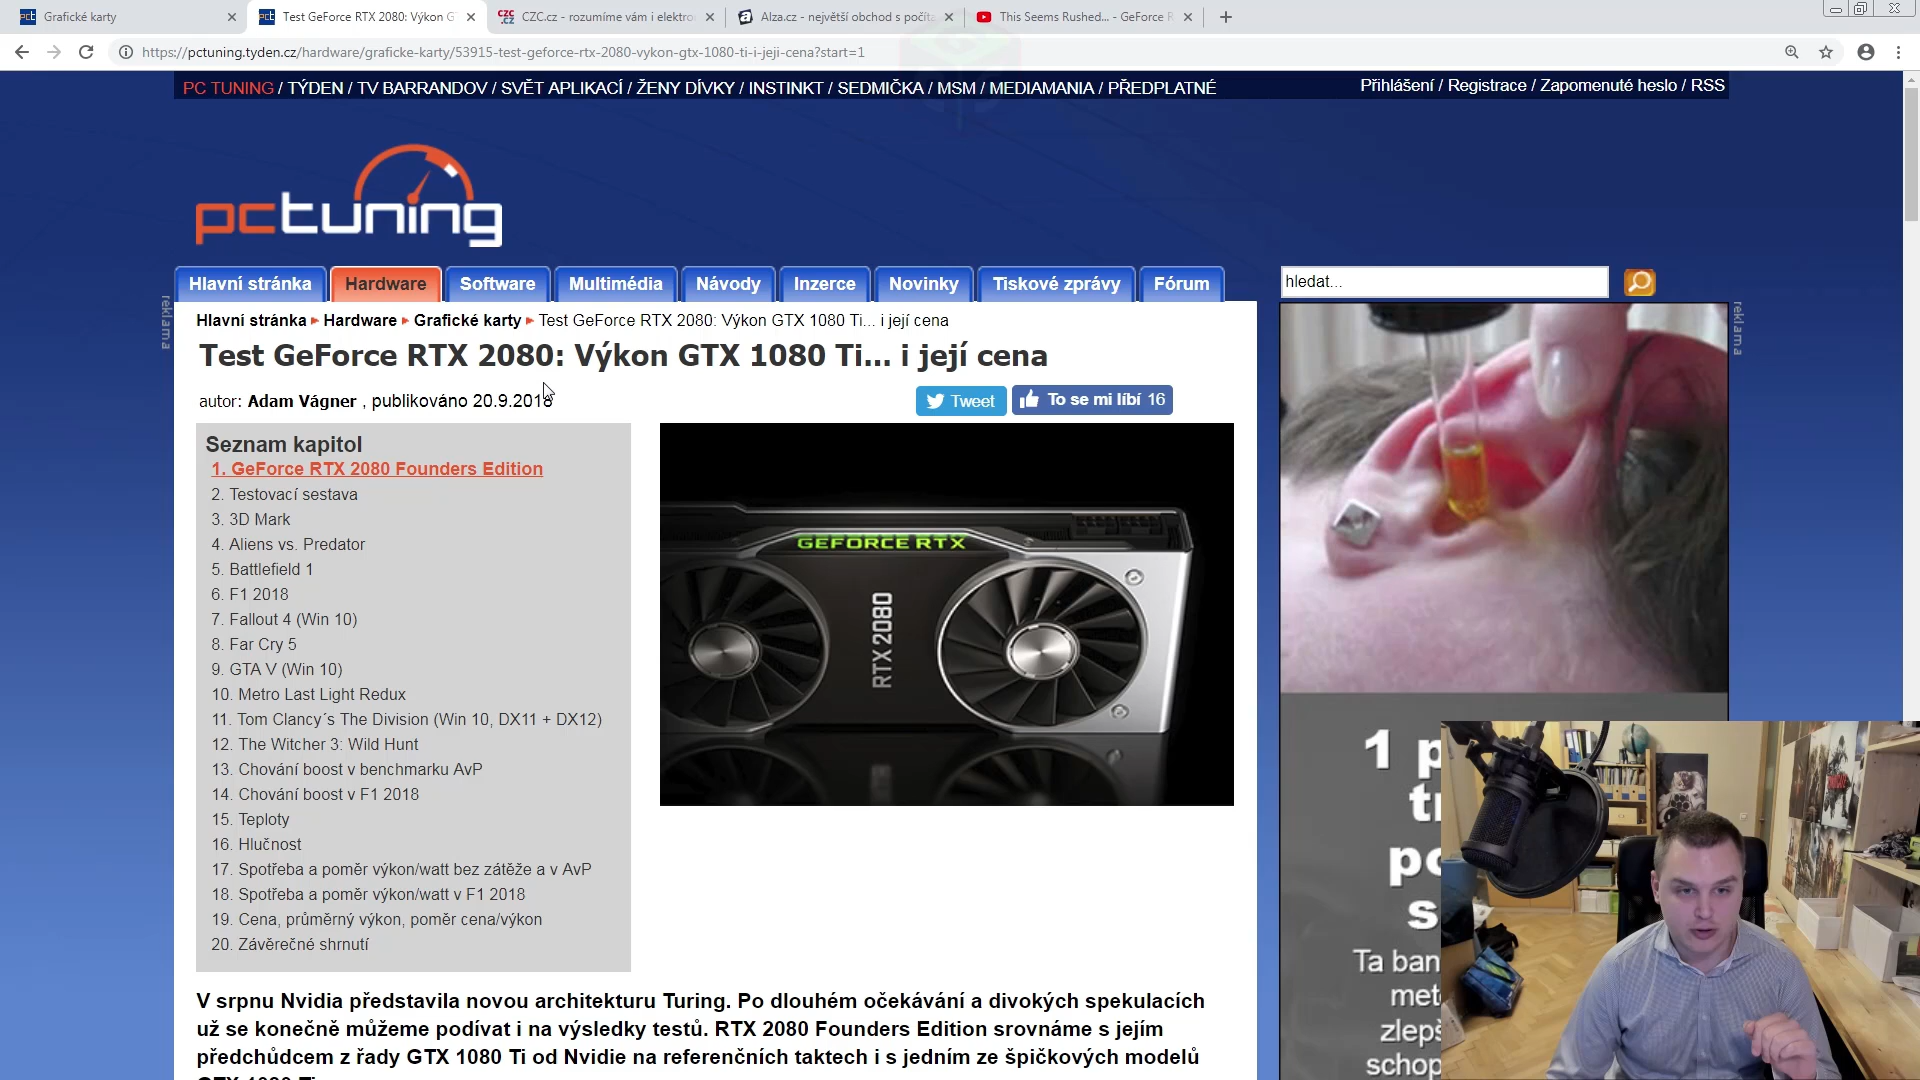 Grafické karty
Test GeForce RTX 2080: Výkon G
CZC.cz - rozumíme vám i elektro
Alza.cz - největší obchod s počíta
This Seems Rushed... - GeForce R
https://pctuning.tyden.cz/hardware/graficke-karty/53915-test-geforce-rtx-2080-vykon-gtx-1080-ti-i-jeji-cena?start=1
PC TUNING / TÝDEN / TV BARRANDOV / SVĚT APLIKACÍ / ŽENY DÍVKY / INSTINKT / SEDMIČKA / MSM / MEDIAMANIA / PŘEDPLATNÉ
Přihlášení / Registrace / Zapomenuté heslo / RSS
pctuning
Hlavní stránka
Hardware
Software
Multimédia
Návody
Inzerce
Novinky
Tiskové zprávy
Fórum
hledat...
reklama
reklama
Hlavní stránka ▸ Hardware ▸ Grafické karty ▸ Test GeForce RTX 2080: Výkon GTX 1080 Ti... i její cena
Test GeForce RTX 2080: Výkon GTX 1080 Ti... i její cena
autor: Adam Vágner , publikováno 20.9.2018
Tweet
To se mi líbí 16
Seznam kapitol
1. GeForce RTX 2080 Founders Edition
2. Testovací sestava
3. 3D Mark
4. Aliens vs. Predator
5. Battlefield 1
6. F1 2018
7. Fallout 4 (Win 10)
8. Far Cry 5
9. GTA V (Win 10)
10. Metro Last Light Redux
11. Tom Clancy´s The Division (Win 10, DX11 + DX12)
12. The Witcher 3: Wild Hunt
13. Chování boost v benchmarku AvP
14. Chování boost v F1 2018
15. Teploty
16. Hlučnost
17. Spotřeba a poměr výkon/watt bez zátěže a v AvP
18. Spotřeba a poměr výkon/watt v F1 2018
19. Cena, průměrný výkon, poměr cena/výkon
20. Závěrečné shrnutí
GEFORCE RTX
RTX 2080
V srpnu Nvidia představila novou architekturu Turing. Po dlouhém očekávání a divokých spekulacích
už se konečně můžeme podívat i na výsledky testů. RTX 2080 Founders Edition srovnáme s jejím
předchůdcem z řady GTX 1080 Ti od Nvidie na referenčních taktech i s jedním ze špičkových modelů
GTX 1080 Ti
1 p
t
po
s
Ta ban
met
zlepš
schop